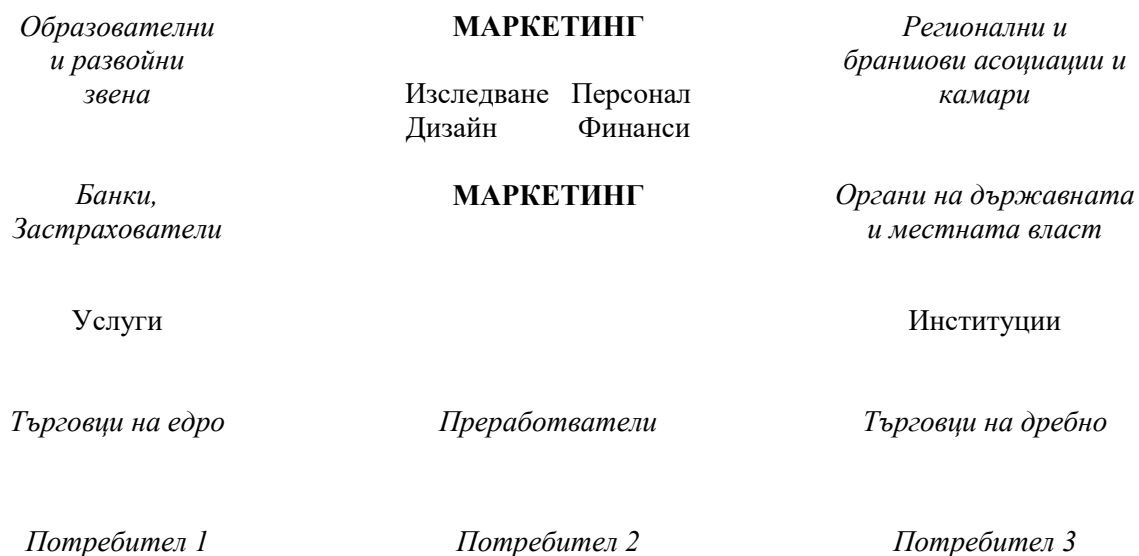 Образователни
и развойни
звена
МАРКЕТИНГ
Изследване Персонал
Дизайн Финанси
Регионални и
браншови асоциации и
камари
Банки,
Застрахователи
МАРКЕТИНГ
Органи на държавната
и местната власт
Услуги
Институции
Търговци на едро
Преработватели
Търговци на дребно
Потребител 1
Потребител 2
Потребител 3